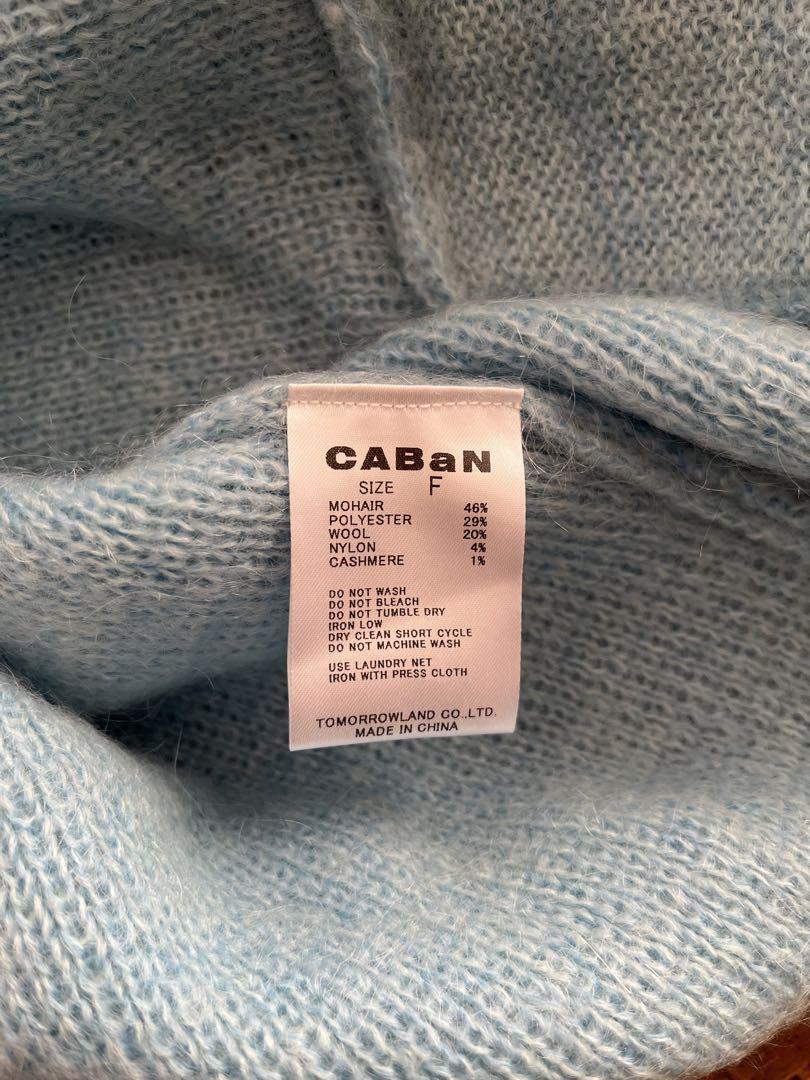 CABaN
SIZE F
MOHAIR 46%
POLYESTER 29%
WOOL 20%
NYLON 4%
CASHMERE 1%
DO NOT WASH
DO NOT BLEACH
DO NOT TUMBLE DRY
IRON LOW
DRY CLEAN SHORT CYCLE
DO NOT MACHINE WASH
USE LAUNDRY NET
IRON WITH PRESS CLOTH
TOMORROWLAND CO.,LTD.
MADE IN CHINA